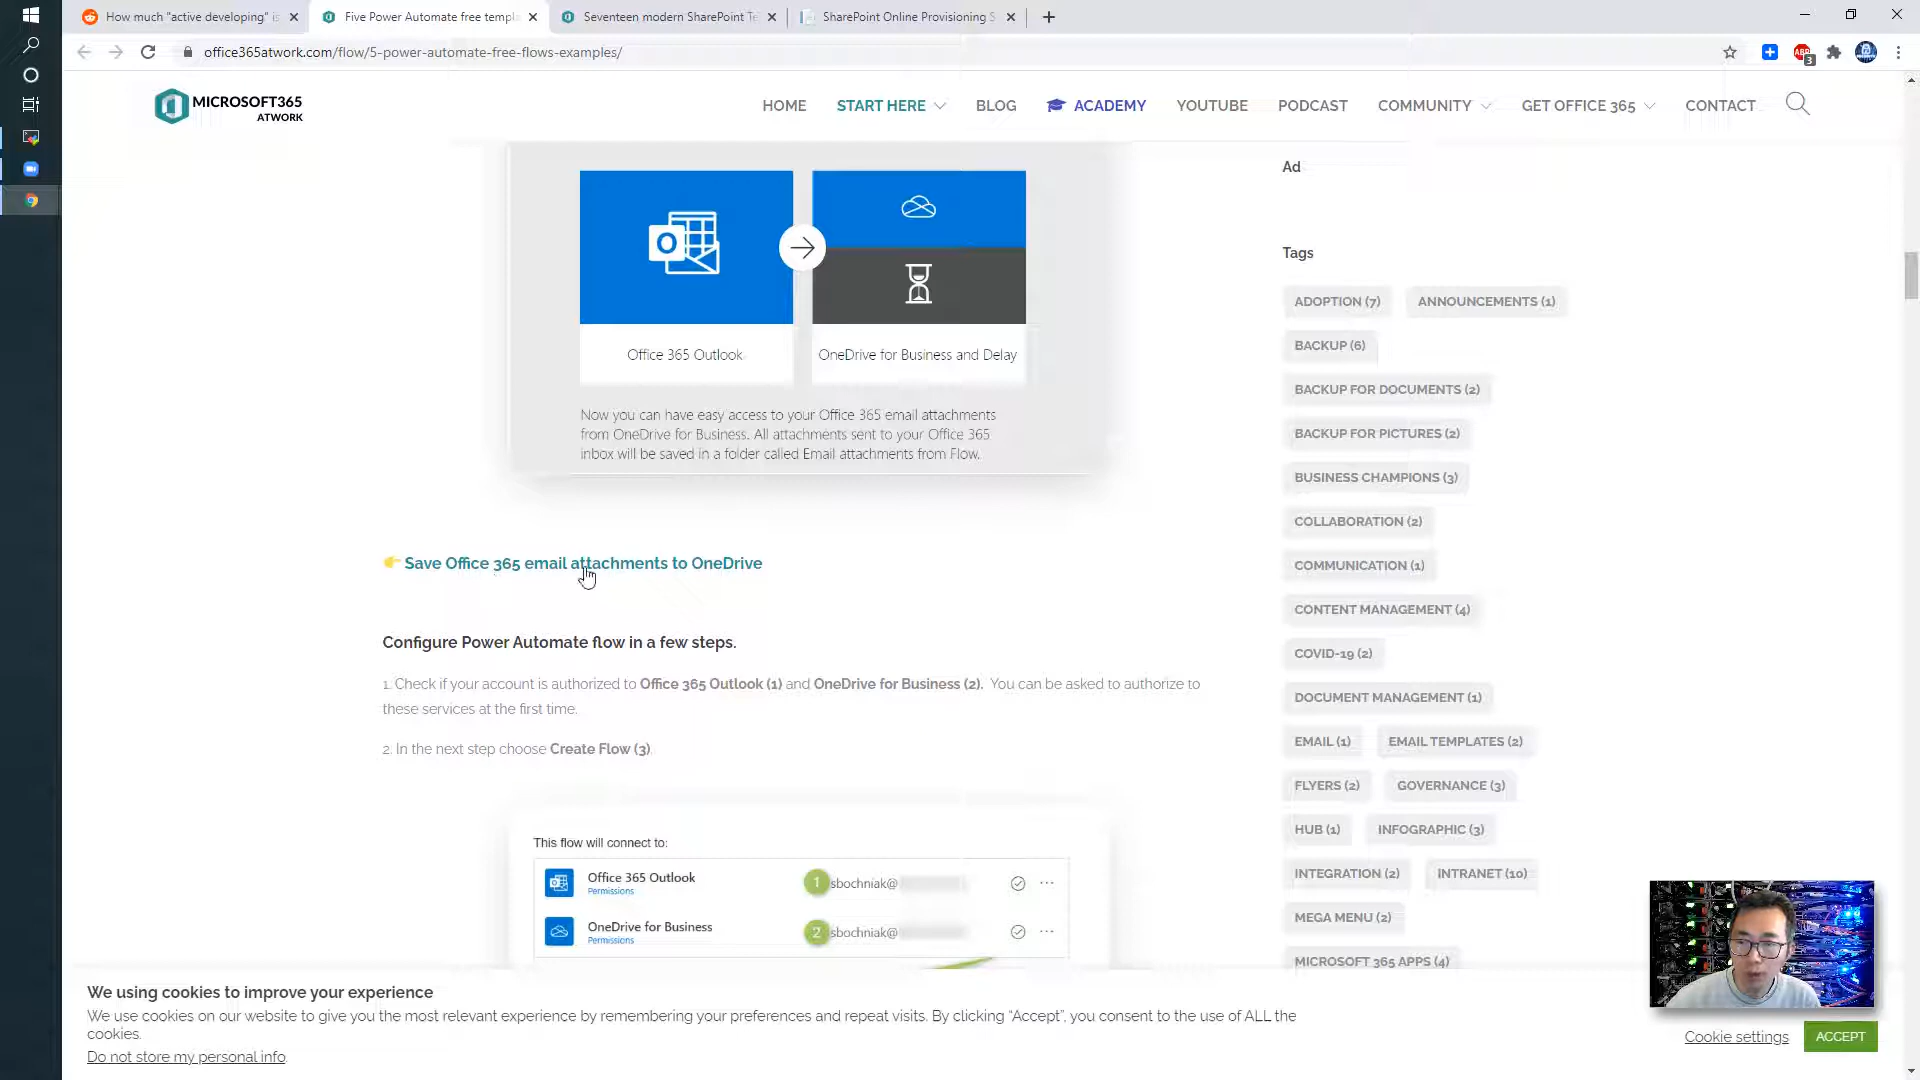 How much "active developing" is
Five Power Automate free templ
Seventeen modern SharePoint Te
SharePoint Online Provisioning S
office365atwork.com/flow/5-power-automate-free-flows-examples/
ABP
3
MICROSOFT365
ATWORK
HOME
START HERE
BLOG
ACADEMY
YOUTUBE
PODCAST
COMMUNITY
GET OFFICE 365
CONTACT
Office 365 Outlook
OneDrive for Business and Delay
Now you can have easy access to your Office 365 email attachments
from OneDrive for Business. All attachments sent to your Office 365
inbox will be saved in a folder called Email attachments from Flow.
👉 Save Office 365 email attachments to OneDrive
Configure Power Automate flow in a few steps.
1. Check if your account is authorized to Office 365 Outlook (1) and OneDrive for Business (2). You can be asked to authorize to
these services at the first time.
2. In the next step choose Create Flow (3).
This flow will connect to:
Office 365 Outlook
Permissions
1
sbochniak@
OneDrive for Business
Permissions
2
sbochniak@
Ad
Tags
ADOPTION (7)
ANNOUNCEMENTS (1)
BACKUP (6)
BACKUP FOR DOCUMENTS (2)
BACKUP FOR PICTURES (2)
BUSINESS CHAMPIONS (3)
COLLABORATION (2)
COMMUNICATION (1)
CONTENT MANAGEMENT (4)
COVID-19 (2)
DOCUMENT MANAGEMENT (1)
EMAIL (1)
EMAIL TEMPLATES (2)
FLYERS (2)
GOVERNANCE (3)
HUB (1)
INFOGRAPHIC (3)
INTEGRATION (2)
INTRANET (10)
MEGA MENU (2)
MICROSOFT 365 APPS (4)
We using cookies to improve your experience
We use cookies on our website to give you the most relevant experience by remembering your preferences and repeat visits. By clicking “Accept”, you consent to the use of ALL the
cookies.
Do not store my personal info.
Cookie settings
ACCEPT